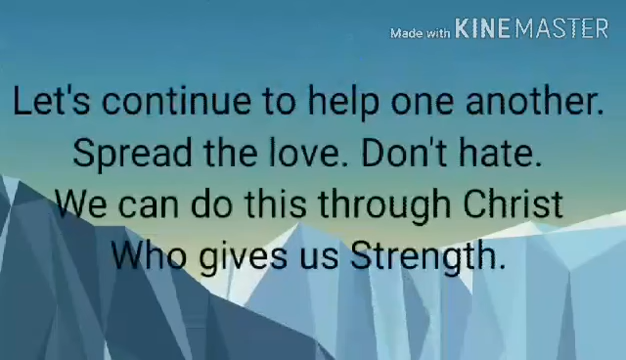 Made with KINEMASTER
Let's continue to help one another.
Spread the love. Don't hate.
We can do this through Christ
Who gives us Strength.